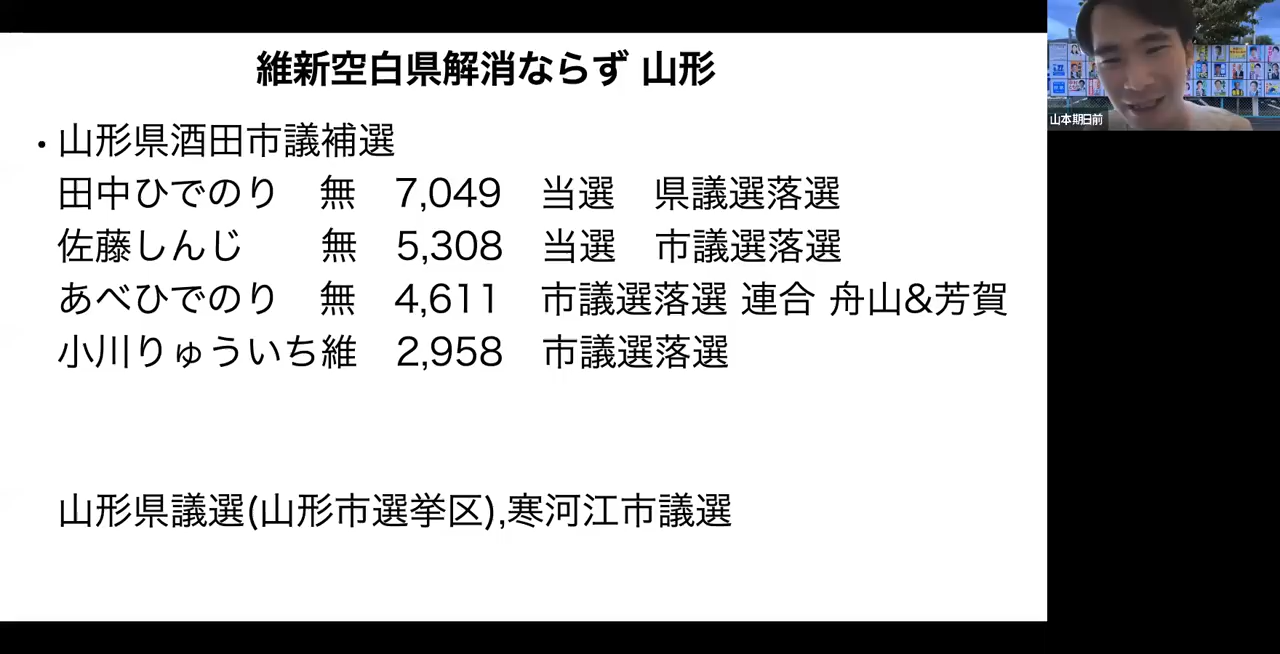 維新空白県解消ならず 山形
・山形県酒田市議補選
田中ひでのり　無　7,049　当選　県議選落選
佐藤しんじ　　無　5,308　当選　市議選落選
あべひでのり　無　4,611　市議選落選 連合 舟山&芳賀
小川りゅういち維　2,958　市議選落選
山形県議選(山形市選挙区),寒河江市議選
山本期日前